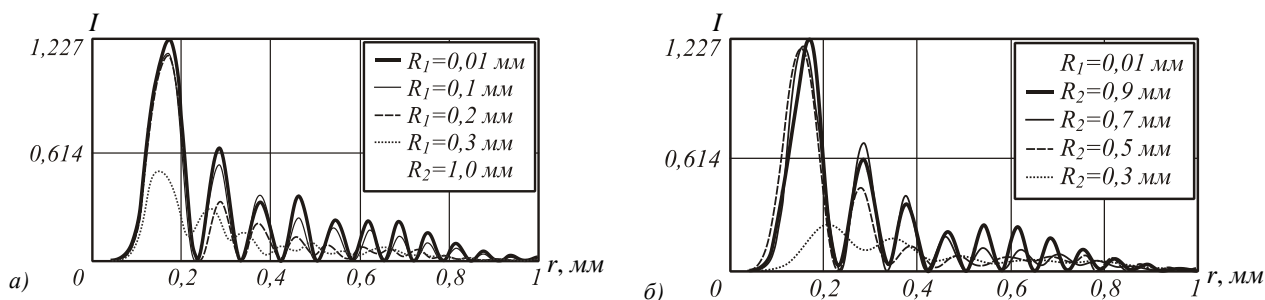 I
1,227
0,614
R1=0,01 мм
R1=0,1 мм
R1=0,2 мм
R1=0,3 мм
R2=1,0 мм
а)
0
0,2
0,4
0,6
0,8
1
r, мм
I
1,227
0,614
R1=0,01 мм
R2=0,9 мм
R2=0,7 мм
R2=0,5 мм
R2=0,3 мм
б)
0
0,2
0,4
0,6
0,8
1
r, мм